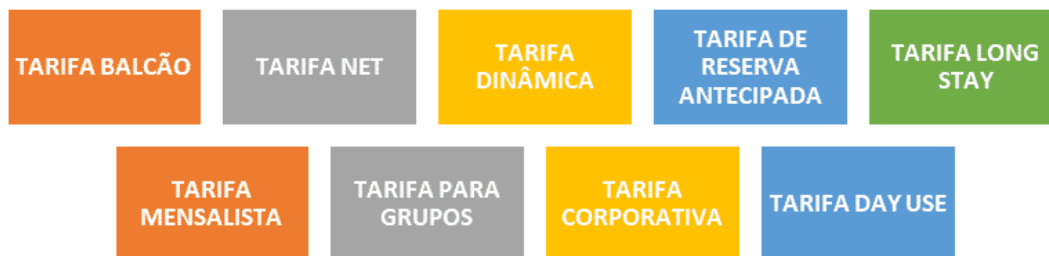 TARIFA BALCÃO
TARIFA NET
TARIFA
DINÂMICA
TARIFA DE
RESERVA
ANTECIPADA
TARIFA LONG
STAY
TARIFA
MENSALISTA
TARIFA PARA
GRUPOS
TARIFA
CORPORATIVA
TARIFA DAY USE